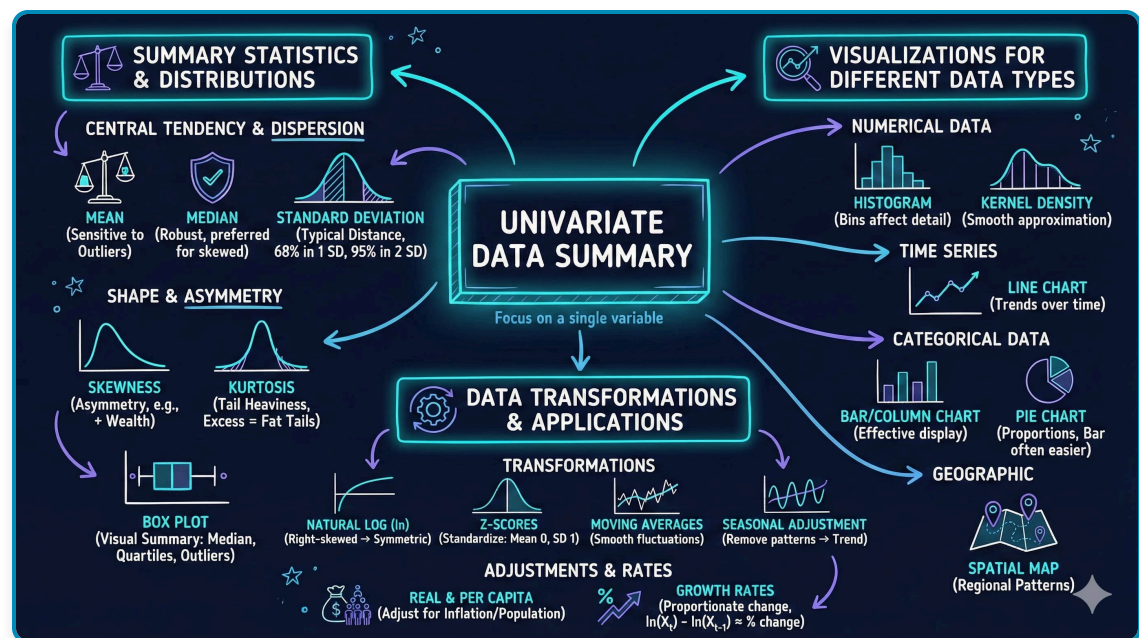 SUMMARY STATISTICS
& DISTRIBUTIONS
CENTRAL TENDENCY & DISPERSION
MEAN
(Sensitive to
Outliers)
MEDIAN
(Robust, preferred
for skewed)
STANDARD DEVIATION
(Typical Distance,
68% in 1 SD, 95% in 2 SD)
SHAPE & ASYMMETRY
SKEWNESS
(Asymmetry, e.g.,
+ Wealth)
KURTOSIS
(Tail Heaviness,
Excess = Fat Tails)
BOX PLOT
(Visual Summary: Median,
Quartiles, Outliers)
UNIVARIATE
DATA SUMMARY
Focus on a single variable
DATA TRANSFORMATIONS
& APPLICATIONS
TRANSFORMATIONS
NATURAL LOG (ln)
(Right-skewed → Symmetric)
Z-SCORES
(Standardize: Mean 0, SD 1)
MOVING AVERAGES
(Smooth fluctuations)
SEASONAL ADJUSTMENT
(Remove patterns → Trend)
ADJUSTMENTS & RATES
$
REAL & PER CAPITA
(Adjust for Inflation/Population)
%
GROWTH RATES
(Proportionate change,
ln(Xt) – ln(Xt-1) ≈ % change)
VISUALIZATIONS FOR
DIFFERENT DATA TYPES
NUMERICAL DATA
HISTOGRAM
(Bins affect detail)
KERNEL DENSITY
(Smooth approximation)
TIME SERIES
LINE CHART
(Trends over time)
CATEGORICAL DATA
BAR/COLUMN CHART
(Effective display)
PIE CHART
(Proportions, Bar
often easier)
GEOGRAPHIC
SPATIAL MAP
(Regional Patterns)